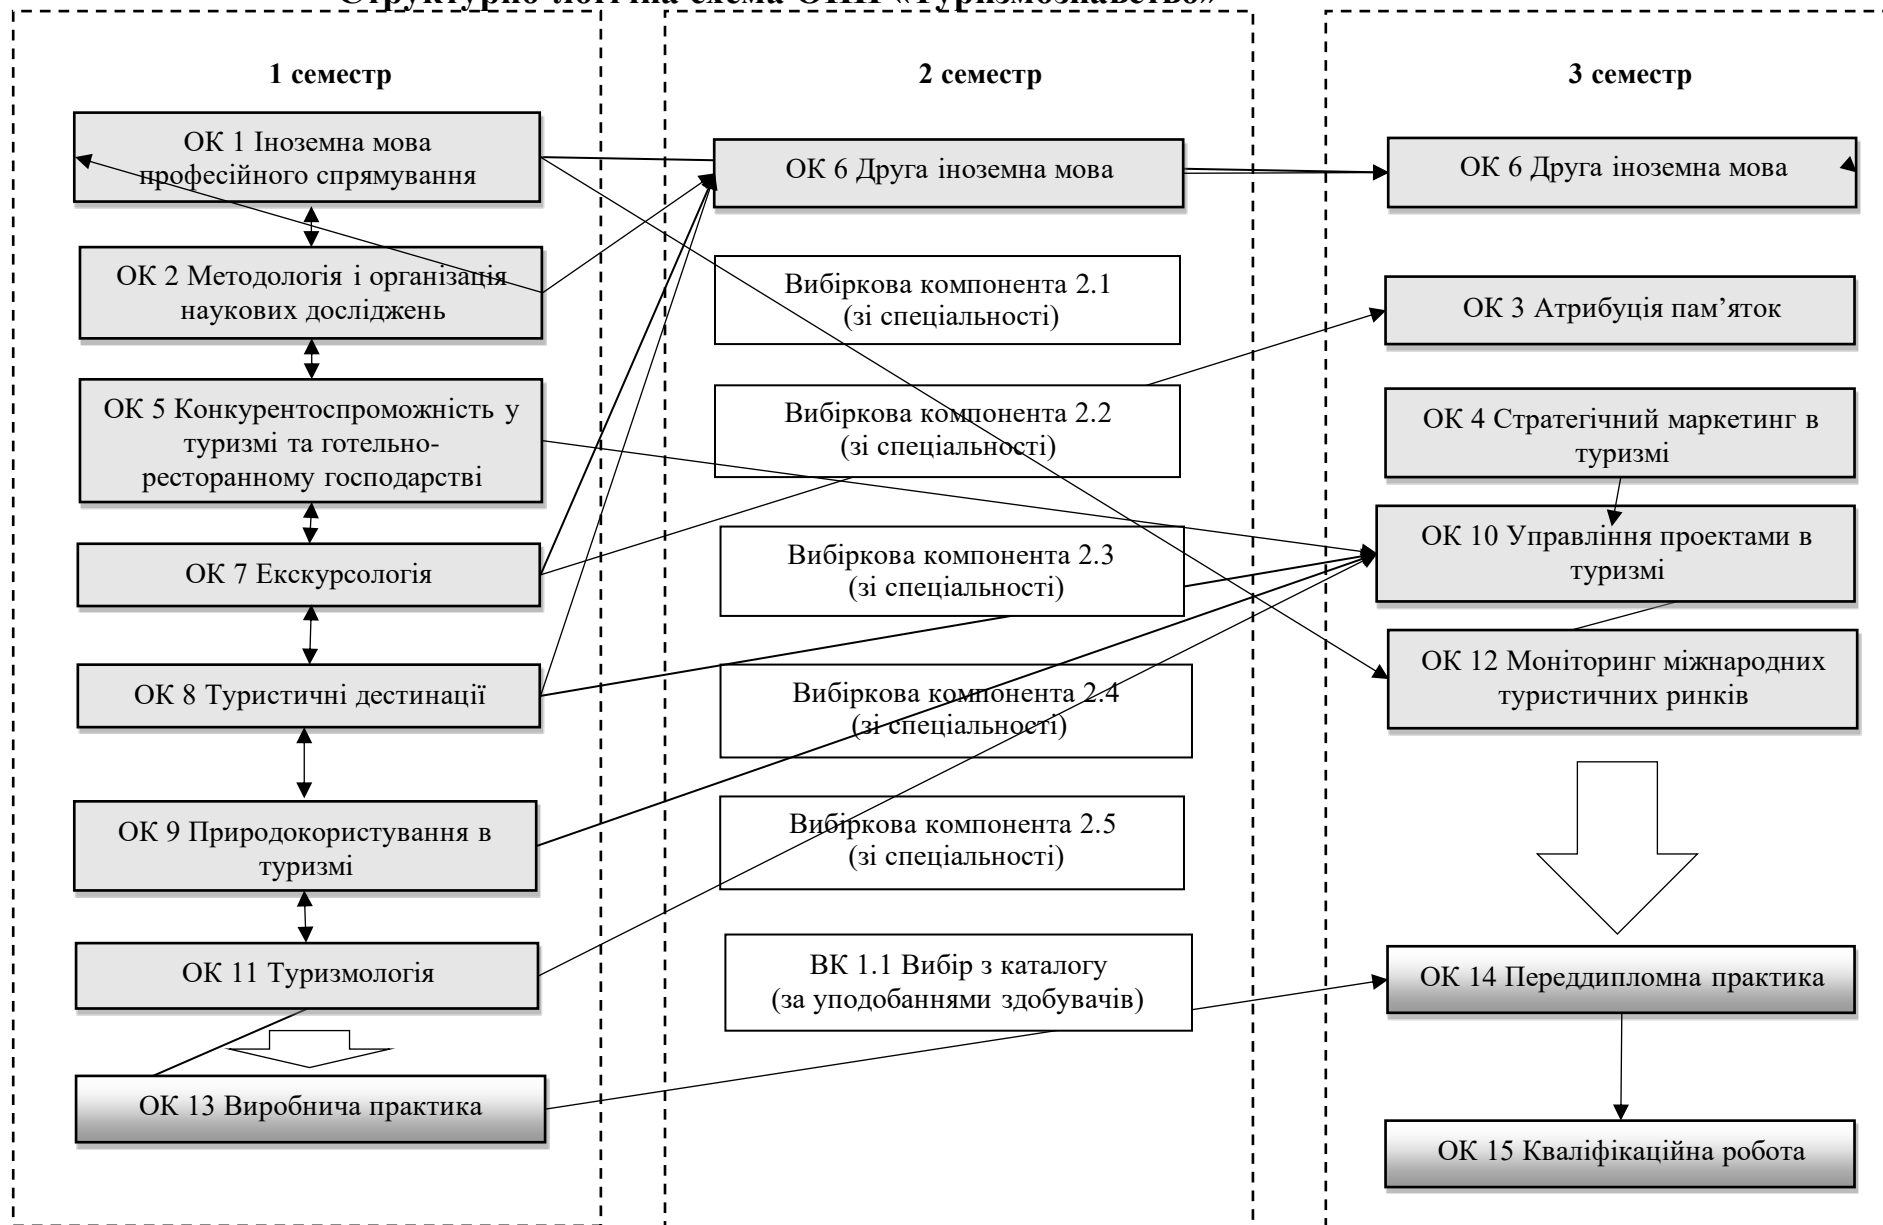 Структурно-логічна схема ОПП «Туризмознавство»
1 семестр
ОК 1 Іноземна мова
професійного спрямування
ОК 2 Методологія і організація
наукових досліджень
ОК 5 Конкурентоспроможність у
туризмі та готельно-
ресторанному господарстві
ОК 7 Екскурсологія
ОК 8 Туристичні дестинації
ОК 9 Природокористування в
туризмі
ОК 11 Туризмологія
ОК 13 Виробнича практика
2 семестр
ОК 6 Друга іноземна мова
Вибіркова компонента 2.1
(зі спеціальності)
Вибіркова компонента 2.2
(зі спеціальності)
Вибіркова компонента 2.3
(зі спеціальності)
Вибіркова компонента 2.4
(зі спеціальності)
Вибіркова компонента 2.5
(зі спеціальності)
ВК 1.1 Вибір з каталогу
(за уподобаннями здобувачів)
3 семестр
ОК 6 Друга іноземна мова
ОК 3 Атрибуція пам’яток
ОК 4 Стратегічний маркетинг в
туризмі
ОК 10 Управління проектами в
туризмі
ОК 12 Моніторинг міжнародних
туристичних ринків
ОК 14 Переддипломна практика
ОК 15 Кваліфікаційна робота